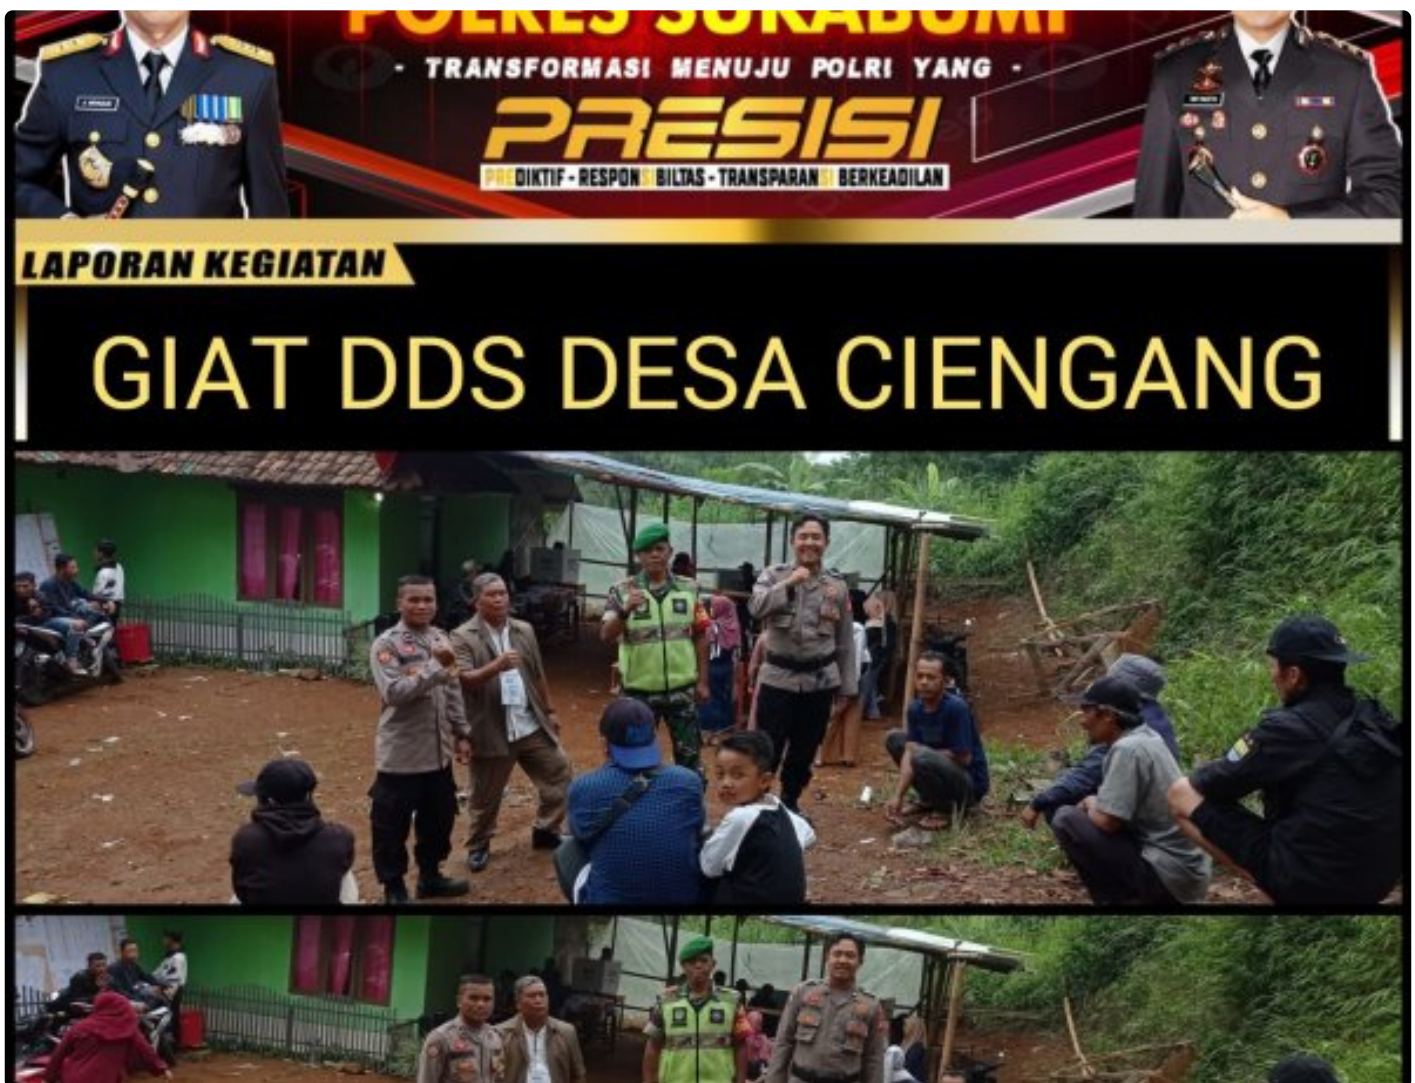 POLRES SUKABUMI
- TRANSFORMASI MENUJU POLRI YANG -
PRESISI
PREDIKTIF - RESPONSIBILTAS - TRANSPARANSI BERKEADILAN
LAPORAN KEGIATAN
GIAT DDS DESA CIENGANG